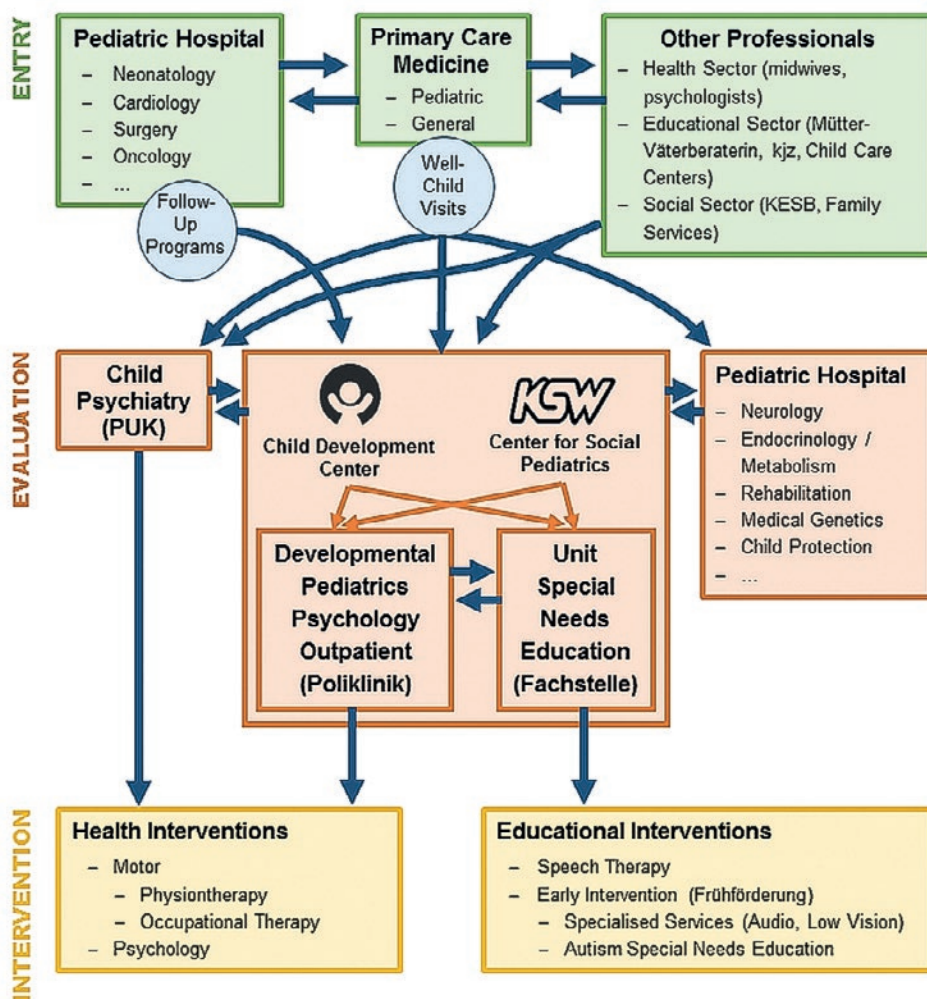 ENTRY
Pediatric Hospital
– Neonatology
– Cardiology
– Surgery
– Oncology
– ...
Follow-
Up
Programs
Primary Care
Medicine
– Pediatric
– General
Well-
Child
Visits
Other Professionals
– Health Sector (midwives,
psychologists)
– Educational Sector (Mütter-
Väterberaterin, kjz, Child Care
Centers)
– Social Sector (KESB, Family
Services)
EVALUATION
Child
Psychiatry
(PUK)
Child Development
Center
KSW
Center for Social
Pediatrics
Developmental
Pediatrics
Psychology
Outpatient
(Poliklinik)
Unit
Special
Needs
Education
(Fachstelle)
Pediatric Hospital
– Neurology
– Endocrinology /
Metabolism
– Rehabilitation
– Medical Genetics
– Child Protection
– ...
INTERVENTION
Health Interventions
– Motor
– Physiontherapy
– Occupational Therapy
– Psychology
Educational Interventions
– Speech Therapy
– Early Intervention (Frühförderung)
– Specialised Services (Audio, Low Vision)
– Autism Special Needs Education